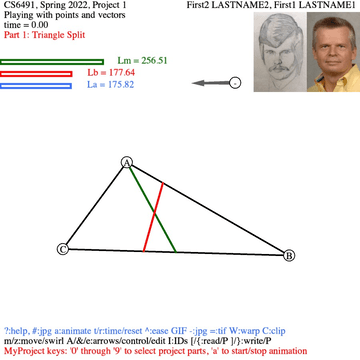 CS6491, Spring 2022, Project 1
First2 LASTNAME2, First1 LASTNAME1
Playing with points and vectors
time = 0.00
Part 1: Triangle Split
Lm = 256.51
Lb = 177.64
La = 175.82
-
A
C
B
?:help, #:jpg a:animate t/r:time/reset ^:ease GIF -:jpg =:tif W:warp C:clip
m/z:move/swirl A/&/e:arrows/control/edit I:IDs [/{:read/P ]/}:write/P
MyProject keys: '0' through '9' to select project parts, 'a' to start/stop animation